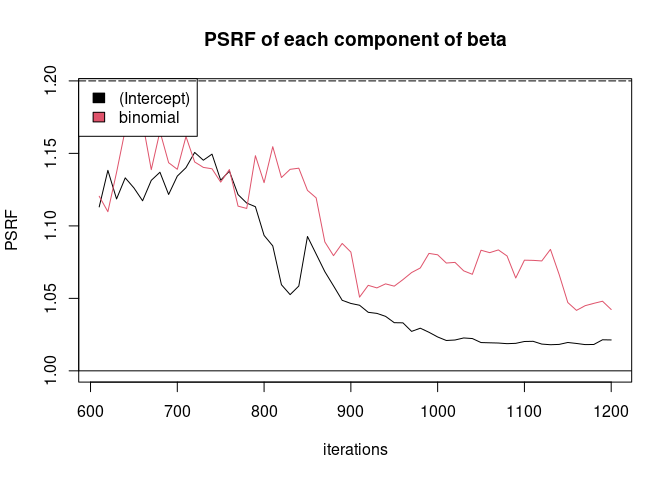 PSRF of each component of beta
PSRF
1.20
1.15
1.10
1.05
1.00
(Intercept)
binomial
600 700 800 900 1000 1100 1200
iterations